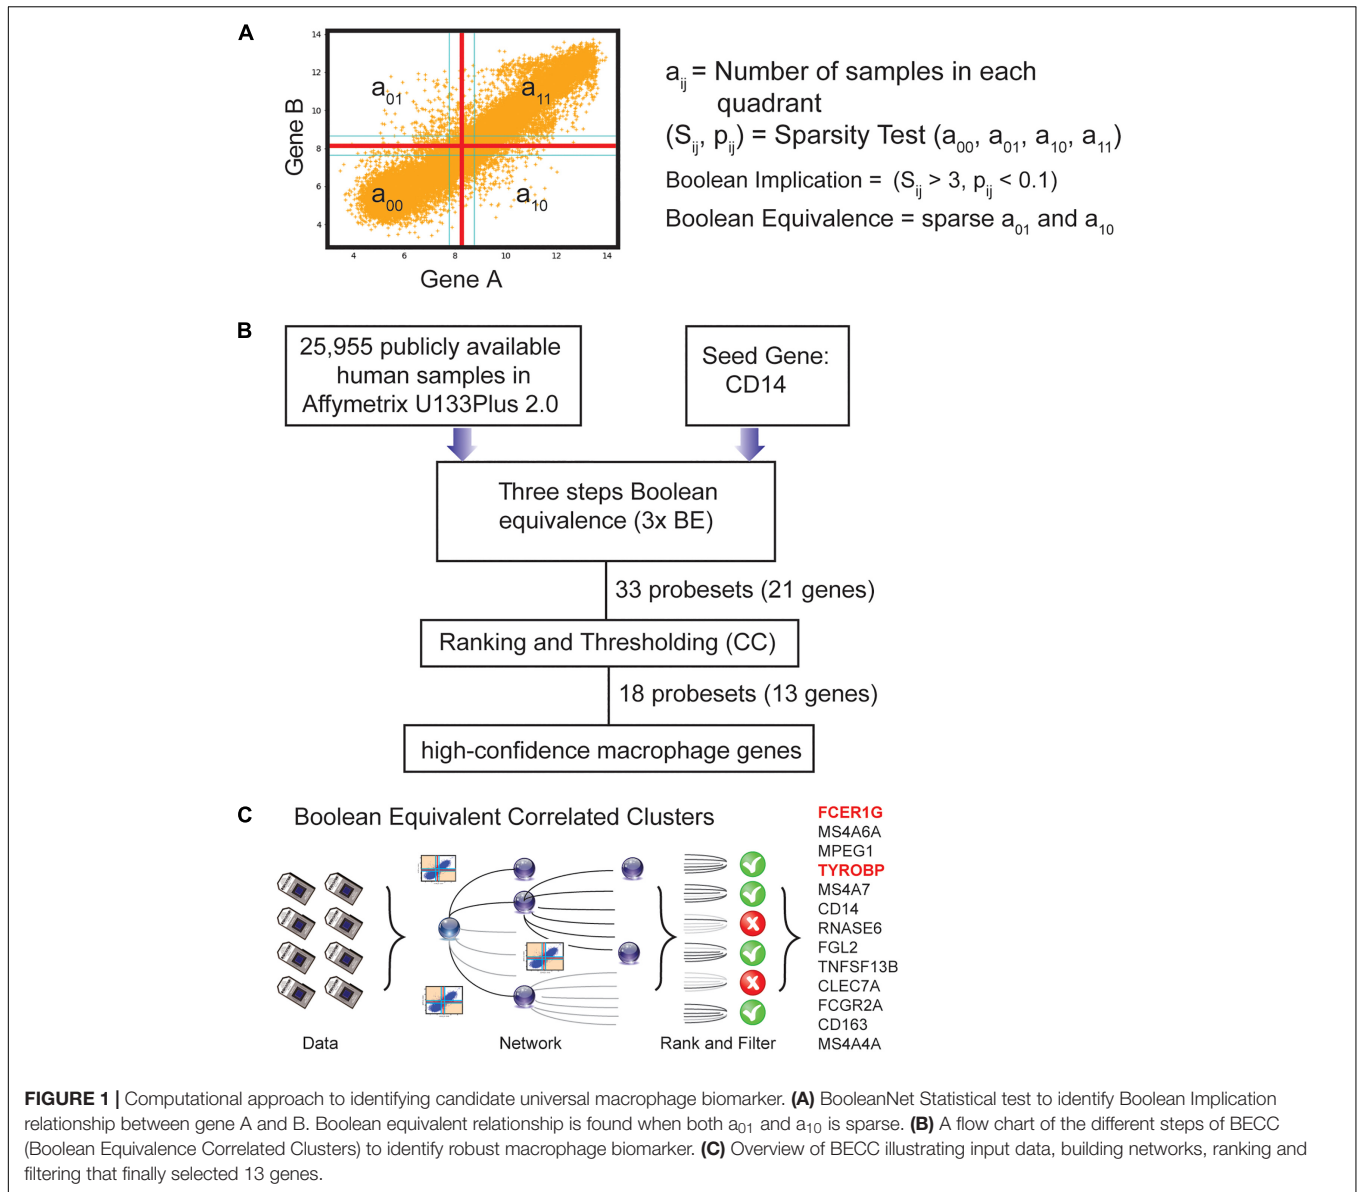 A
14
12
10
8
6
4
Gene B
a01
a11
a00
a10
4
6
8
10
12
14
Gene A
aij = Number of samples in each
quadrant
(Sij, pij) = Sparsity Test (a00, a01, a10, a11)
Boolean Implication = (Sij > 3, pij < 0.1)
Boolean Equivalence = sparse a01 and a10
B
25,955 publicly available
human samples in
Affymetrix U133Plus 2.0
Seed Gene:
CD14
Three steps Boolean
equivalence (3x BE)
33 probesets (21 genes)
Ranking and Thresholding (CC)
18 probesets (13 genes)
high-confidence macrophage genes
C
Boolean Equivalent Correlated Clusters
Data
Network
Rank and Filter
FCER1G
MS4A6A
MPEG1
TYROBP
MS4A7
CD14
RNASE6
FGL2
TNFSF13B
CLEC7A
FCGR2A
CD163
MS4A4A
FIGURE 1 | Computational approach to identifying candidate universal macrophage biomarker. (A) BooleanNet Statistical test to identify Boolean Implication
relationship between gene A and B. Boolean equivalent relationship is found when both a01 and a10 is sparse. (B) A flow chart of the different steps of BECC
(Boolean Equivalence Correlated Clusters) to identify robust macrophage biomarker. (C) Overview of BECC illustrating input data, building networks, ranking and
filtering that finally selected 13 genes.